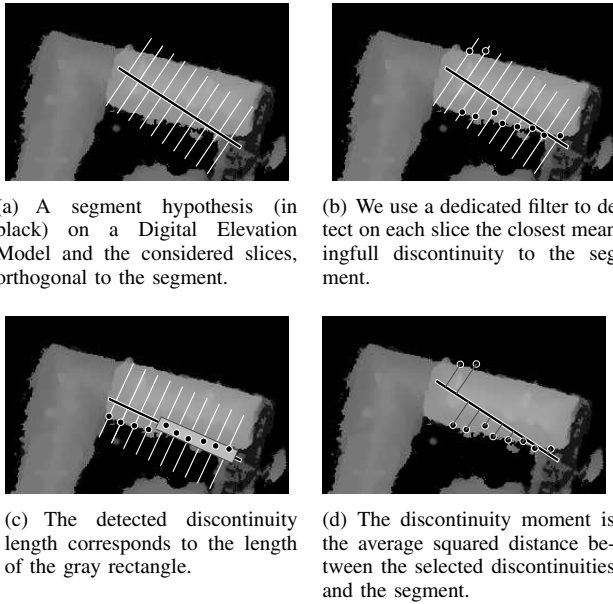 (a) A segment hypothesis (in
black) on a Digital Elevation
Model and the considered slices,
orthogonal to the segment.
(b) We use a dedicated filter to de
tect on each slice the closest mean
ingfull discontinuity to the seg
ment.
(c) The detected discontinuity
length corresponds to the length
of the gray rectangle.
(d) The discontinuity moment is
the average squared distance be-
tween the selected discontinuities
and the segment.